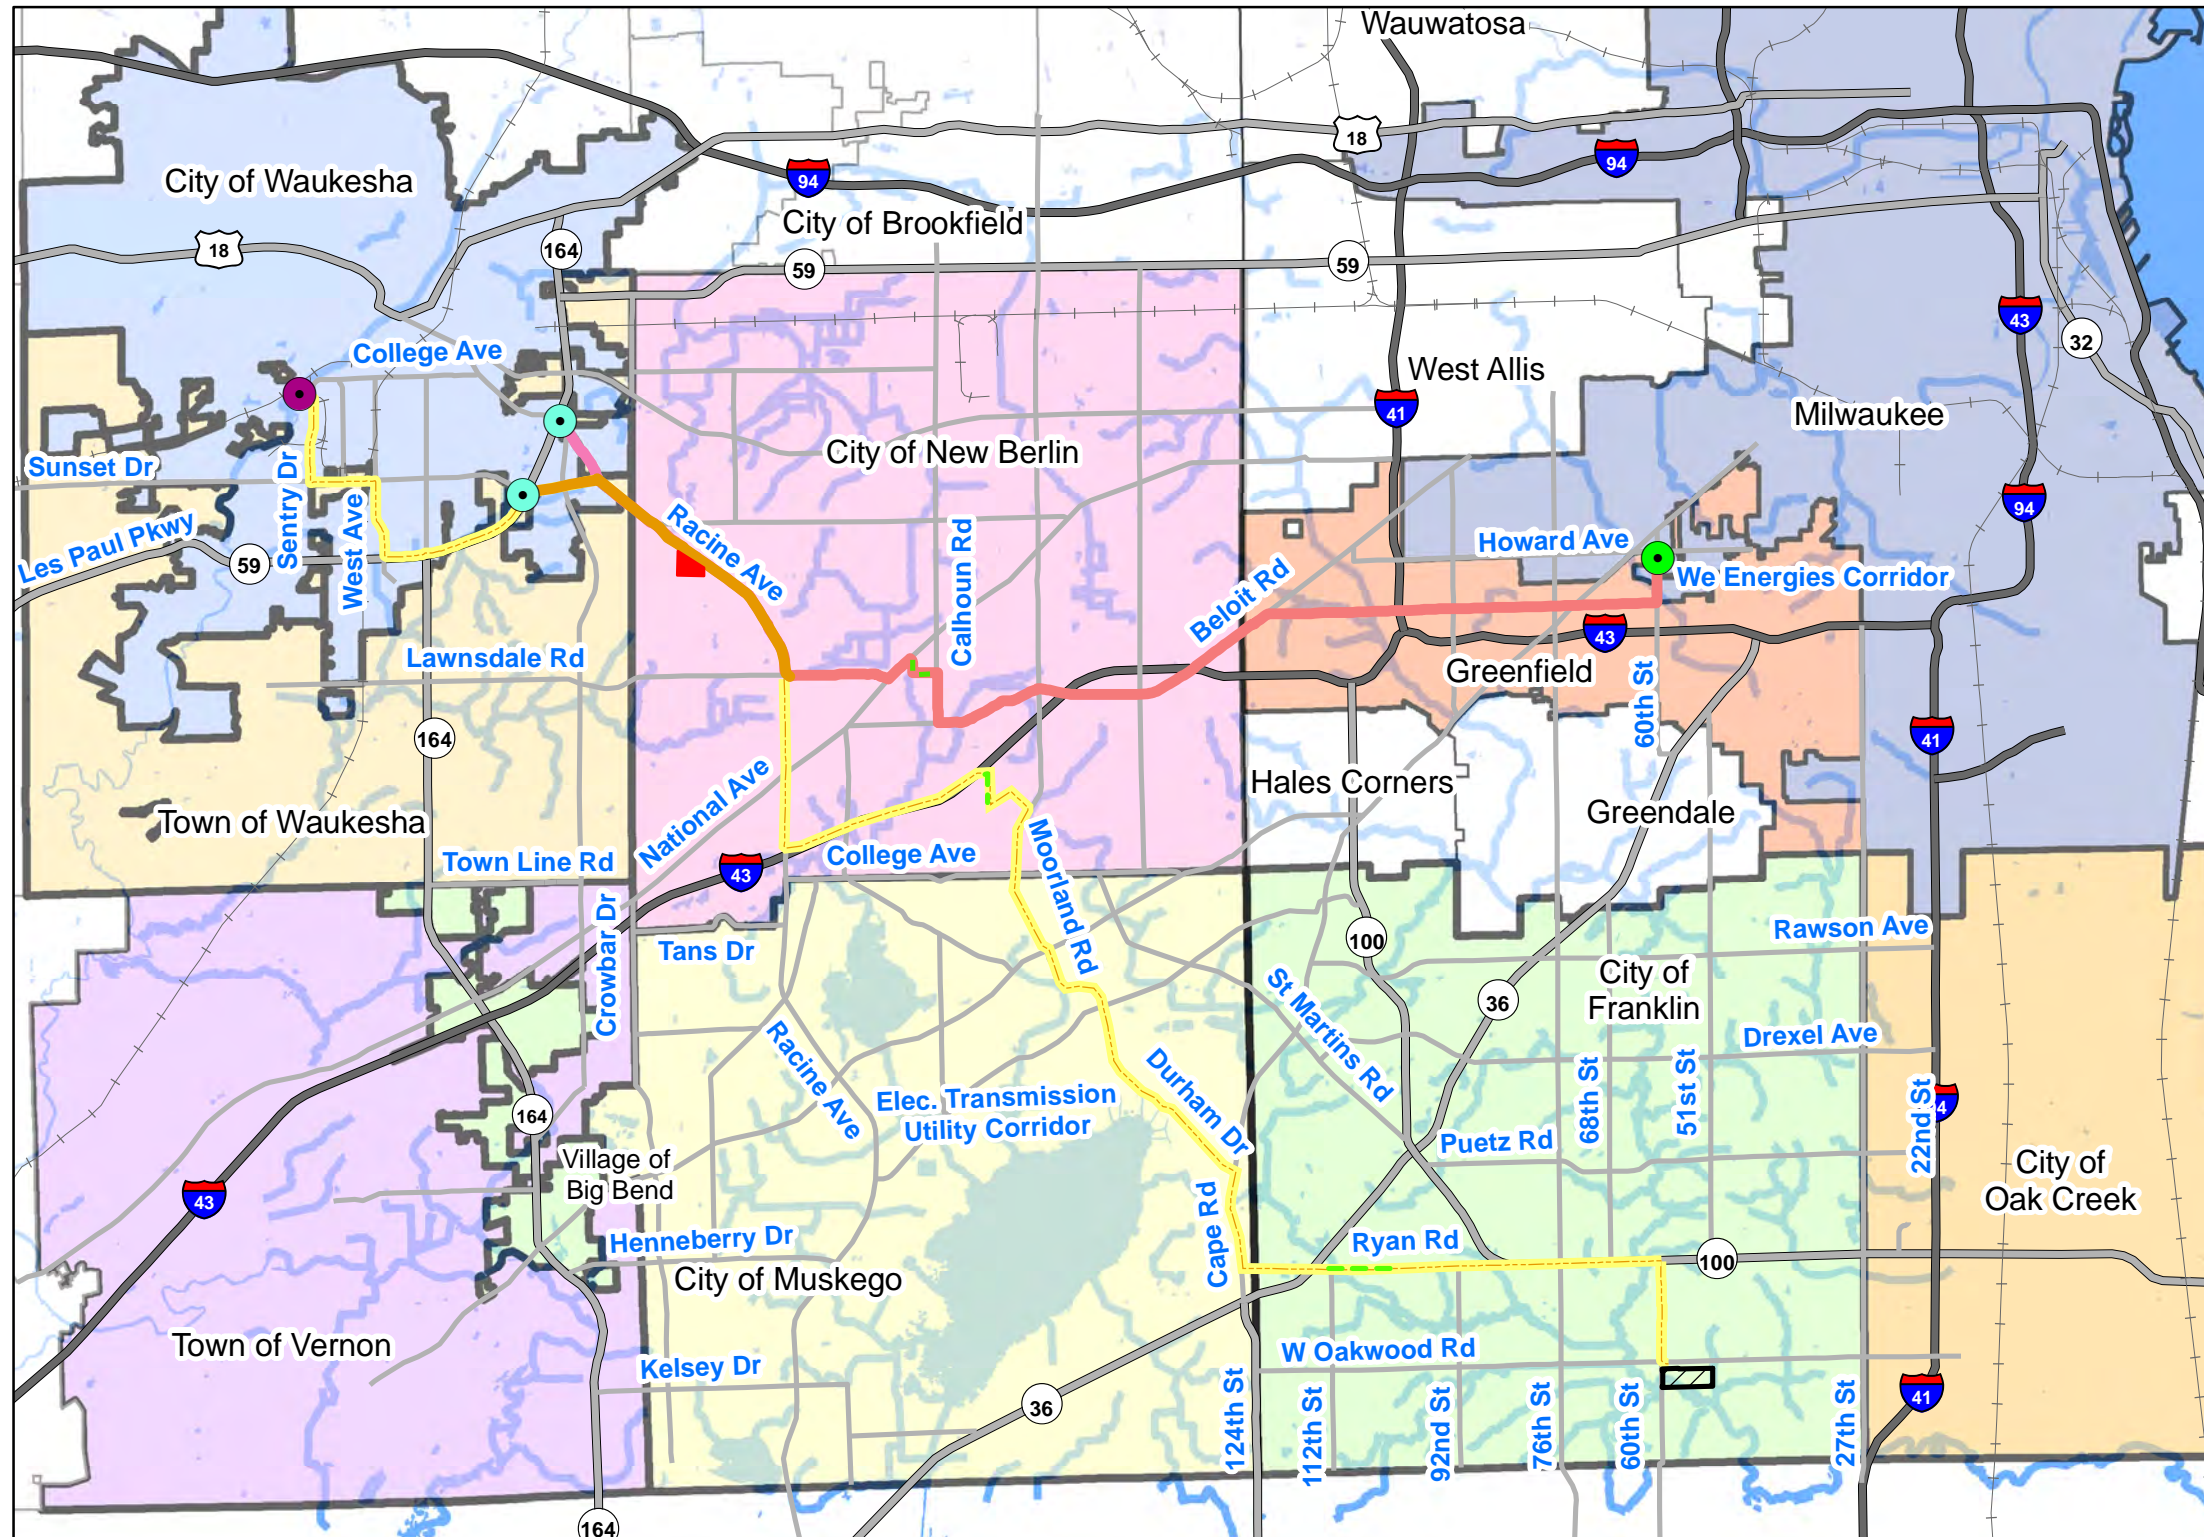 Wauwatosa
18
94
94
City of Waukesha
City of Brookfield
18
164
59
59
43
32
College Ave
West Allis
41
Milwaukee
City of New Berlin
Sunset Dr
Sentry Dr
West Ave
Les Paul Pkwy
59
Racine Ave
Calhoun Rd
94
Howard Ave
We Energies Corridor
Beloit Rd
43
Lawnsdale Rd
Greenfield
60th St
164
41
National Ave
Hales Corners
Greendale
Town of Waukesha
Town Line Rd
43
College Ave
Moorland Rd
Crowbar Dr
Tans Dr
100
Rawson Ave
St Martins Rd
36
City of
Franklin
Racine Ave
Drexel Ave
Durham Dr
Elec. Transmission
Utility Corridor
68th St
51st St
22nd St
164
Puetz Rd
Village of
Big Bend
City of
Oak Creek
43
Cape Rd
Henneberry Dr
Ryan Rd
100
City of Muskego
Town of Vernon
W Oakwood Rd
Kelsey Dr
36
124th St
112th St
92nd St
76th St
60th St
27th St
41
164